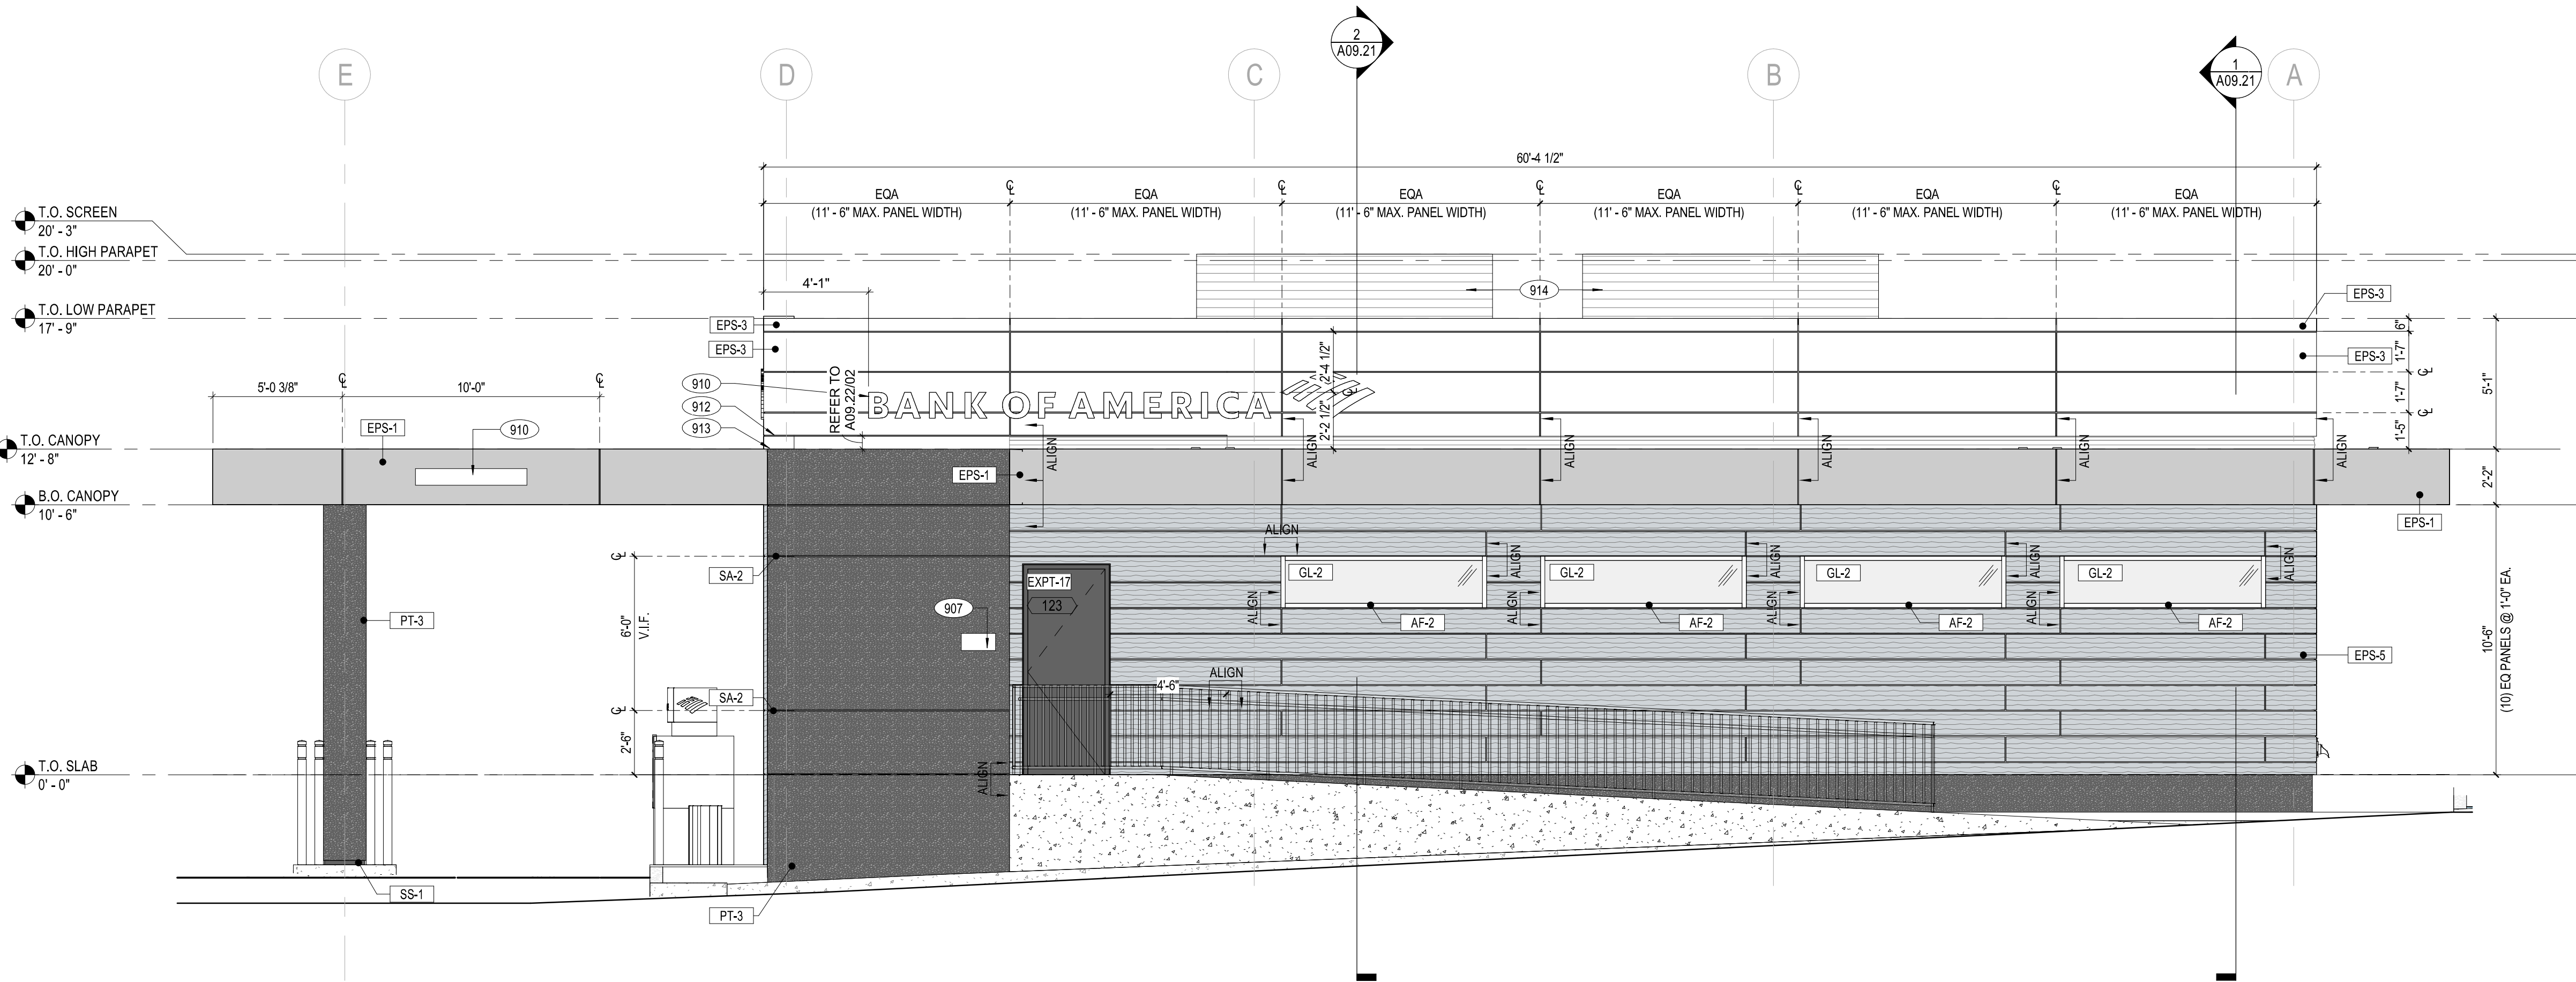 2
A09.21
E
D
C
B
1
A09.21
A
60'-4 1/2"
EQA
(11' - 6" MAX. PANEL WIDTH)
EQA
(11' - 6" MAX. PANEL WIDTH)
EQA
(11' - 6" MAX. PANEL WIDTH)
EQA
(11' - 6" MAX. PANEL WIDTH)
EQA
(11' - 6" MAX. PANEL WIDTH)
EQA
(11' - 6" MAX. PANEL WIDTH)
T.O. SCREEN
20' - 3"
T.O. HIGH PARAPET
20' - 0"
T.O. LOW PARAPET
17' - 9"
4'-1"
914
EPS-3
EPS-3
EPS-3
EPS-3
6"
1'-7"
1'-7"
1'-5"
5'-1"
5'-0 3/8"
10'-0"
910
912
913
REFER TO
A09.22/02
BANK OF AMERICA
2'-4 1/2"
2'-2 1/2"
EPS-1
910
T.O. CANOPY
12' - 8"
ALIGN
ALIGN
ALIGN
ALIGN
ALIGN
ALIGN
EPS-1
2'-2"
B.O. CANOPY
10' - 6"
EPS-1
ALIGN
SA-2
EXPT-17
123
907
GL-2
GL-2
GL-2
GL-2
ALIGN
ALIGN
ALIGN
ALIGN
ALIGN
ALIGN
ALIGN
ALIGN
AF-2
AF-2
AF-2
AF-2
PT-3
6'-0"
V.I.F.
EPS-5
10'-6"
(10) EQ PANELS @ 1'-0" EA.
SA-2
4'-6"
ALIGN
2'-6"
ALIGN
T.O. SLAB
0' - 0"
SS-1
PT-3